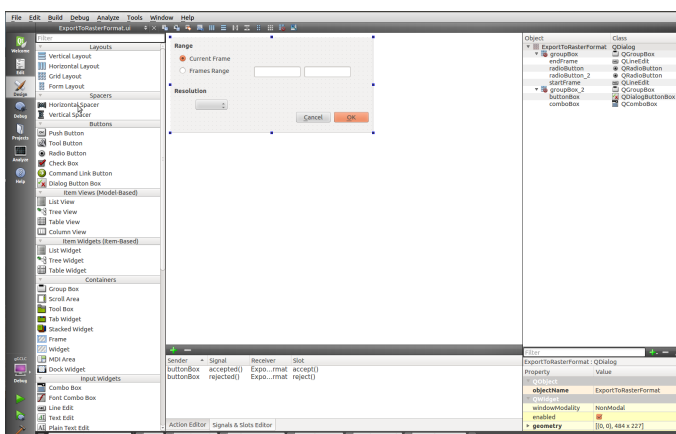 File Edit Build Debug Analyze Tools Window Help
ExportToRasterFormat.ui
Welcome
Edit
Design
Debug
Projects
Analyze
Help
Debug
Filter
Layouts
Vertical Layout
Horizontal Layout
Grid Layout
Form Layout
Spacers
Horizontal Spacer
Vertical Spacer
Buttons
Push Button
Tool Button
Radio Button
Check Box
Command Link Button
Dialog Button Box
Item Views (Model-Based)
List View
Tree View
Table View
Column View
Item Widgets (Item-Based)
List Widget
Tree Widget
Table Widget
Containers
Group Box
Scroll Area
Tool Box
Tab Widget
Stacked Widget
Frame
Widget
MDI Area
Dock Widget
Input Widgets
Combo Box
Font Combo Box
Line Edit
Text Edit
Plain Text Edit
Range
Current Frame
Frames Range
Resolution
Cancel OK
Sender Signal Receiver Slot
buttonBox accepted() Expo...rmat accept()
buttonBox rejected() Expo...rmat reject()
Action Editor Signals & Slots Editor
Object Class
ExportToRasterFormat QDialog
groupBox QGroupBox
endFrame QLineEdit
radioButton QRadioButton
radioButton_2 QRadioButton
startFrame QLineEdit
groupBox_2 QGroupBox
buttonBox QDialogButtonBox
comboBox QComboBox
Filter
ExportToRasterFormat : QDialog
Property Value
QObject
objectName ExportToRasterFormat
QWidget
windowModality NonModal
enabled
geometry [(0, 0), 484 x 227]